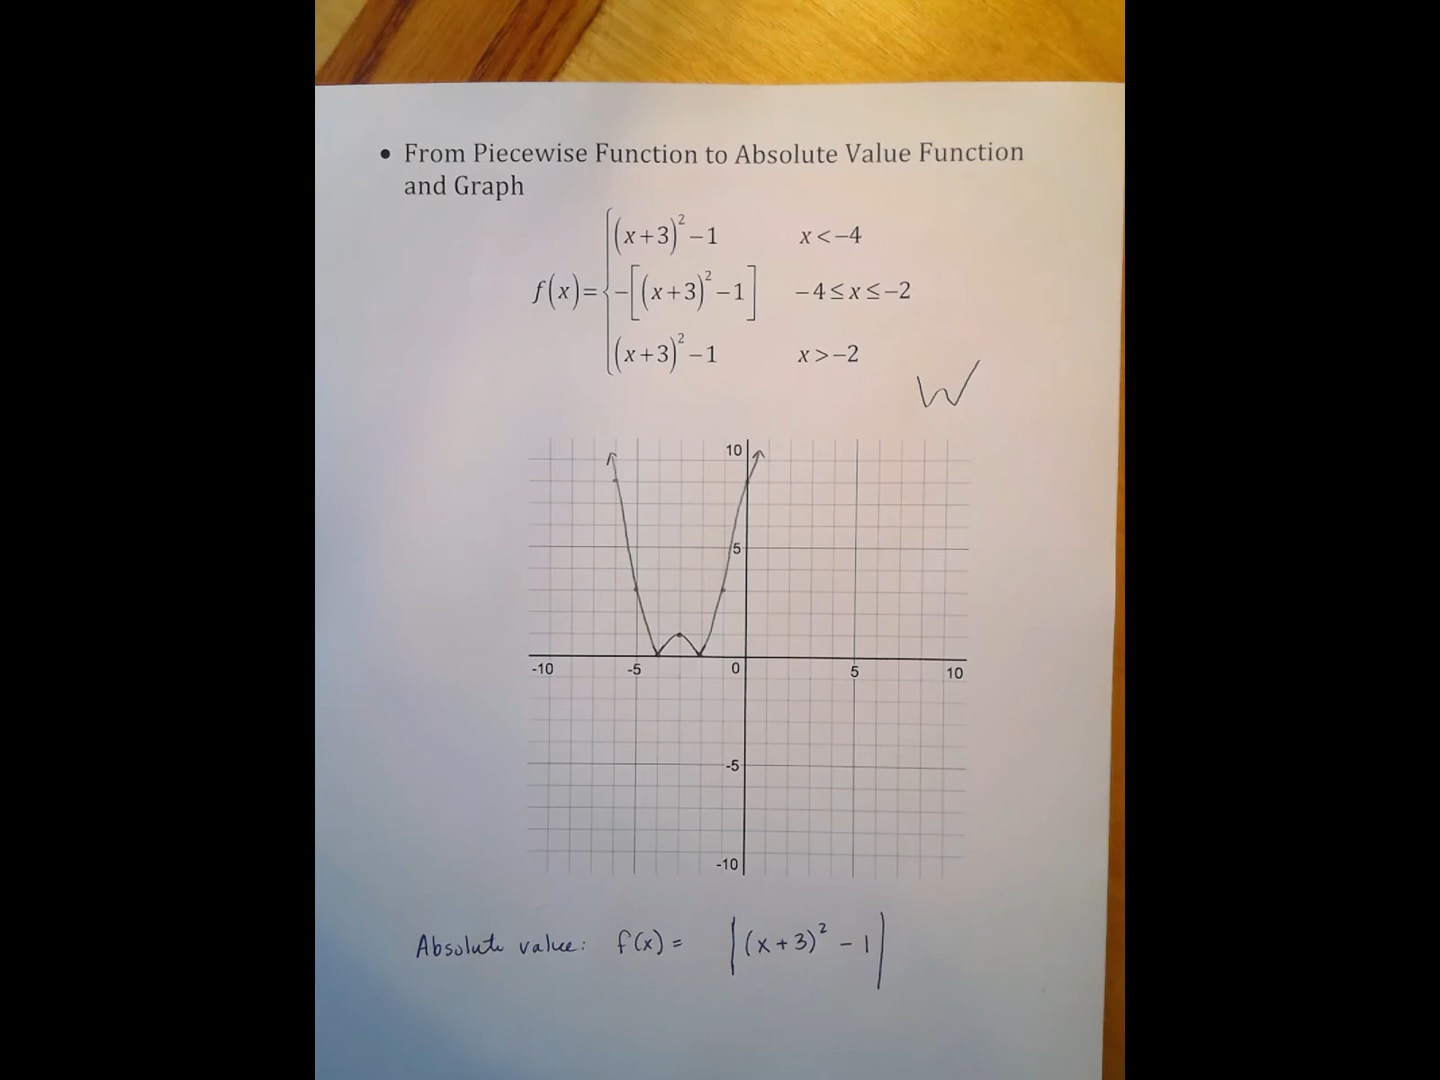 • From Piecewise Function to Absolute Value Function
and Graph
(x+3)² −1 x<−4
f(x)={ −[(x+3)² −1] −4≤x≤−2
(x+3)² −1 x>−2
W
10
5
-10 -5 0 5 10
-5
-10
Absolute value: f(x) = |(x+3)² − 1|